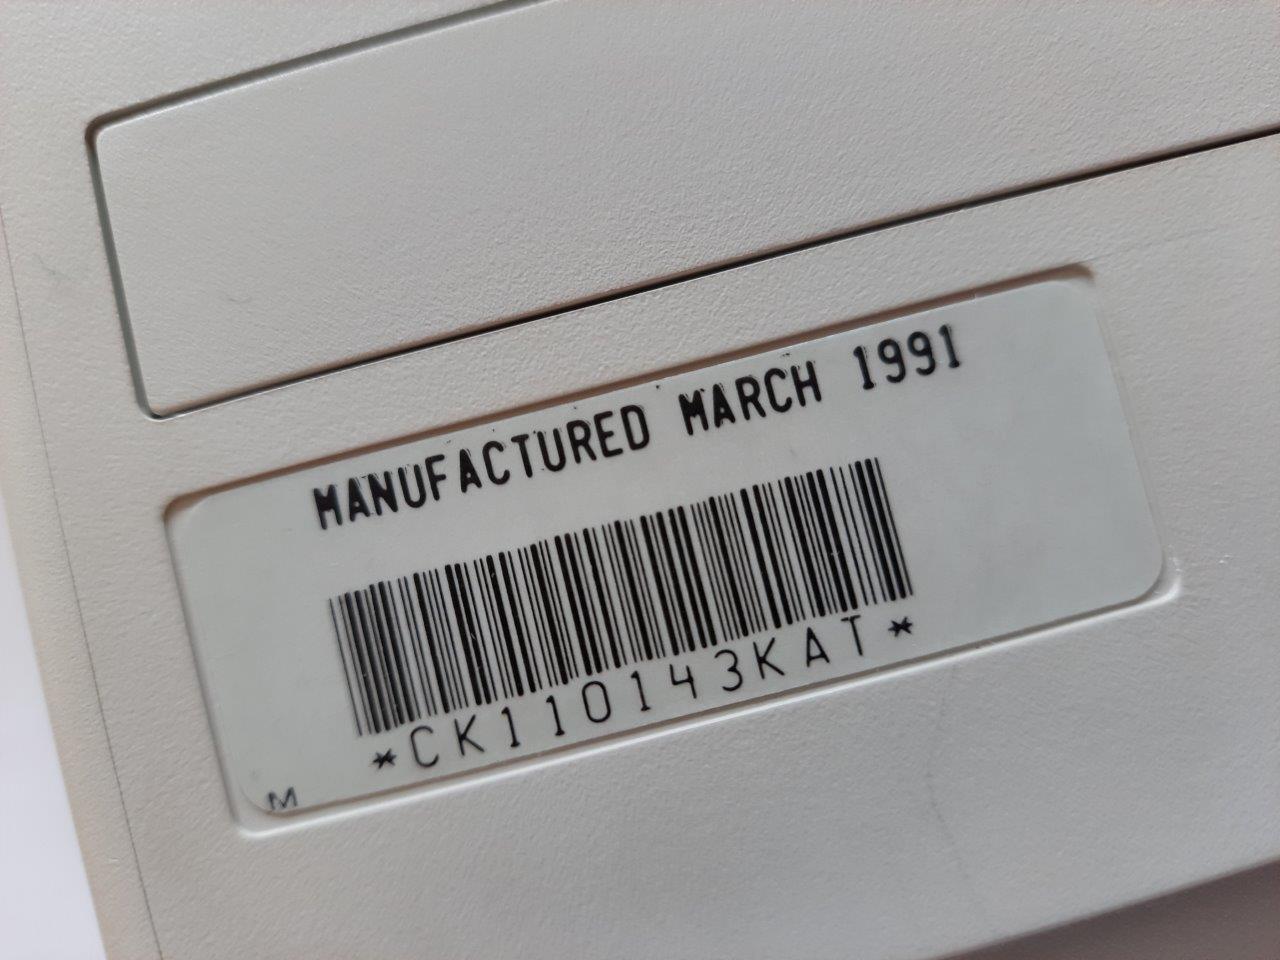 MANUFACTURED MARCH 1991
*CK110143KAT*
M